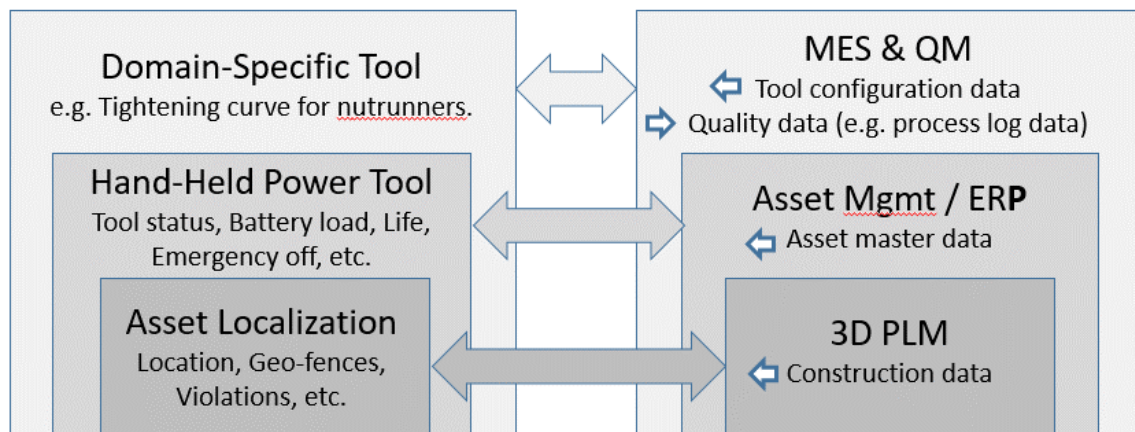 Domain-Specific Tool
e.g. Tightening curve for nutrunners.
Hand-Held Power Tool
Tool status, Battery load, Life,
Emergency off, etc.
Asset Localization
Location, Geo-fences,
Violations, etc.
MES & QM
Tool configuration data
Quality data (e.g. process log data)
Asset Mgmt / ERP
Asset master data
3D PLM
Construction data